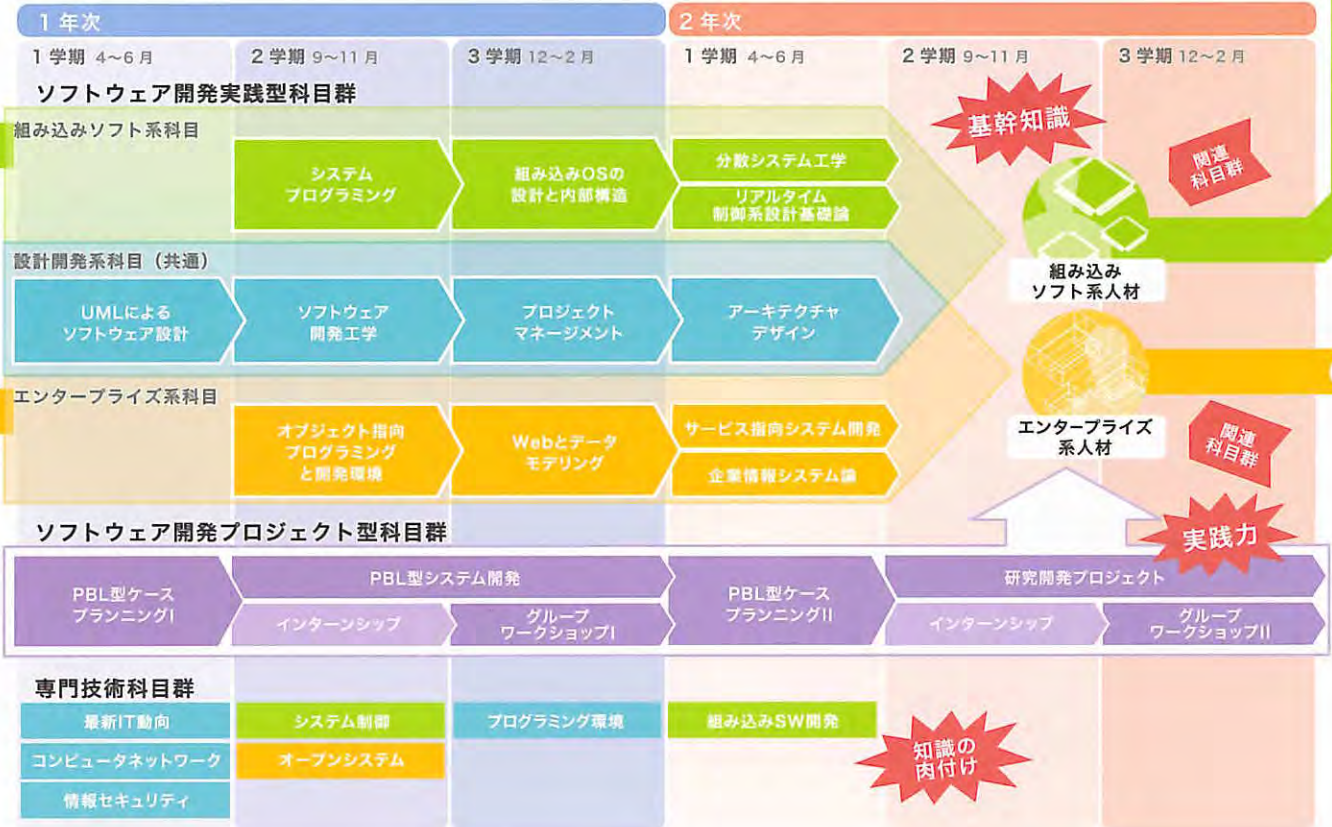 1 年次
2 年次
1 学期 4～6 月
2 学期 9～11 月
3 学期 12～2 月
1 学期 4～6 月
2 学期 9～11 月
3 学期 12～2 月
ソフトウェア開発実践型科目群
組み込みソフト系科目
システム
プログラミング
組み込みOSの
設計と内部構造
分散システム工学
リアルタイム
制御系設計基礎論
基幹知識
関連
科目群
組み込み
ソフト系人材
設計開発系科目（共通）
UMLによる
ソフトウェア設計
ソフトウェア
開発工学
プロジェクト
マネージメント
アーキテクチャ
デザイン
エンタープライズ系科目
オブジェクト指向
プログラミング
と開発環境
Webとデータ
モデリング
サービス指向システム開発
企業情報システム論
エンタープライズ
系人材
関連
科目群
ソフトウェア開発プロジェクト型科目群
実践力
PBL型ケース
プランニングI
PBL型システム開発
インターンシップ
グループ
ワークショップI
PBL型ケース
プランニングII
研究開発プロジェクト
インターンシップ
グループ
ワークショップII
専門技術科目群
最新IT動向
システム制御
プログラミング環境
組み込みSW開発
コンピュータネットワーク
オープンシステム
情報セキュリティ
知識の
肉付け